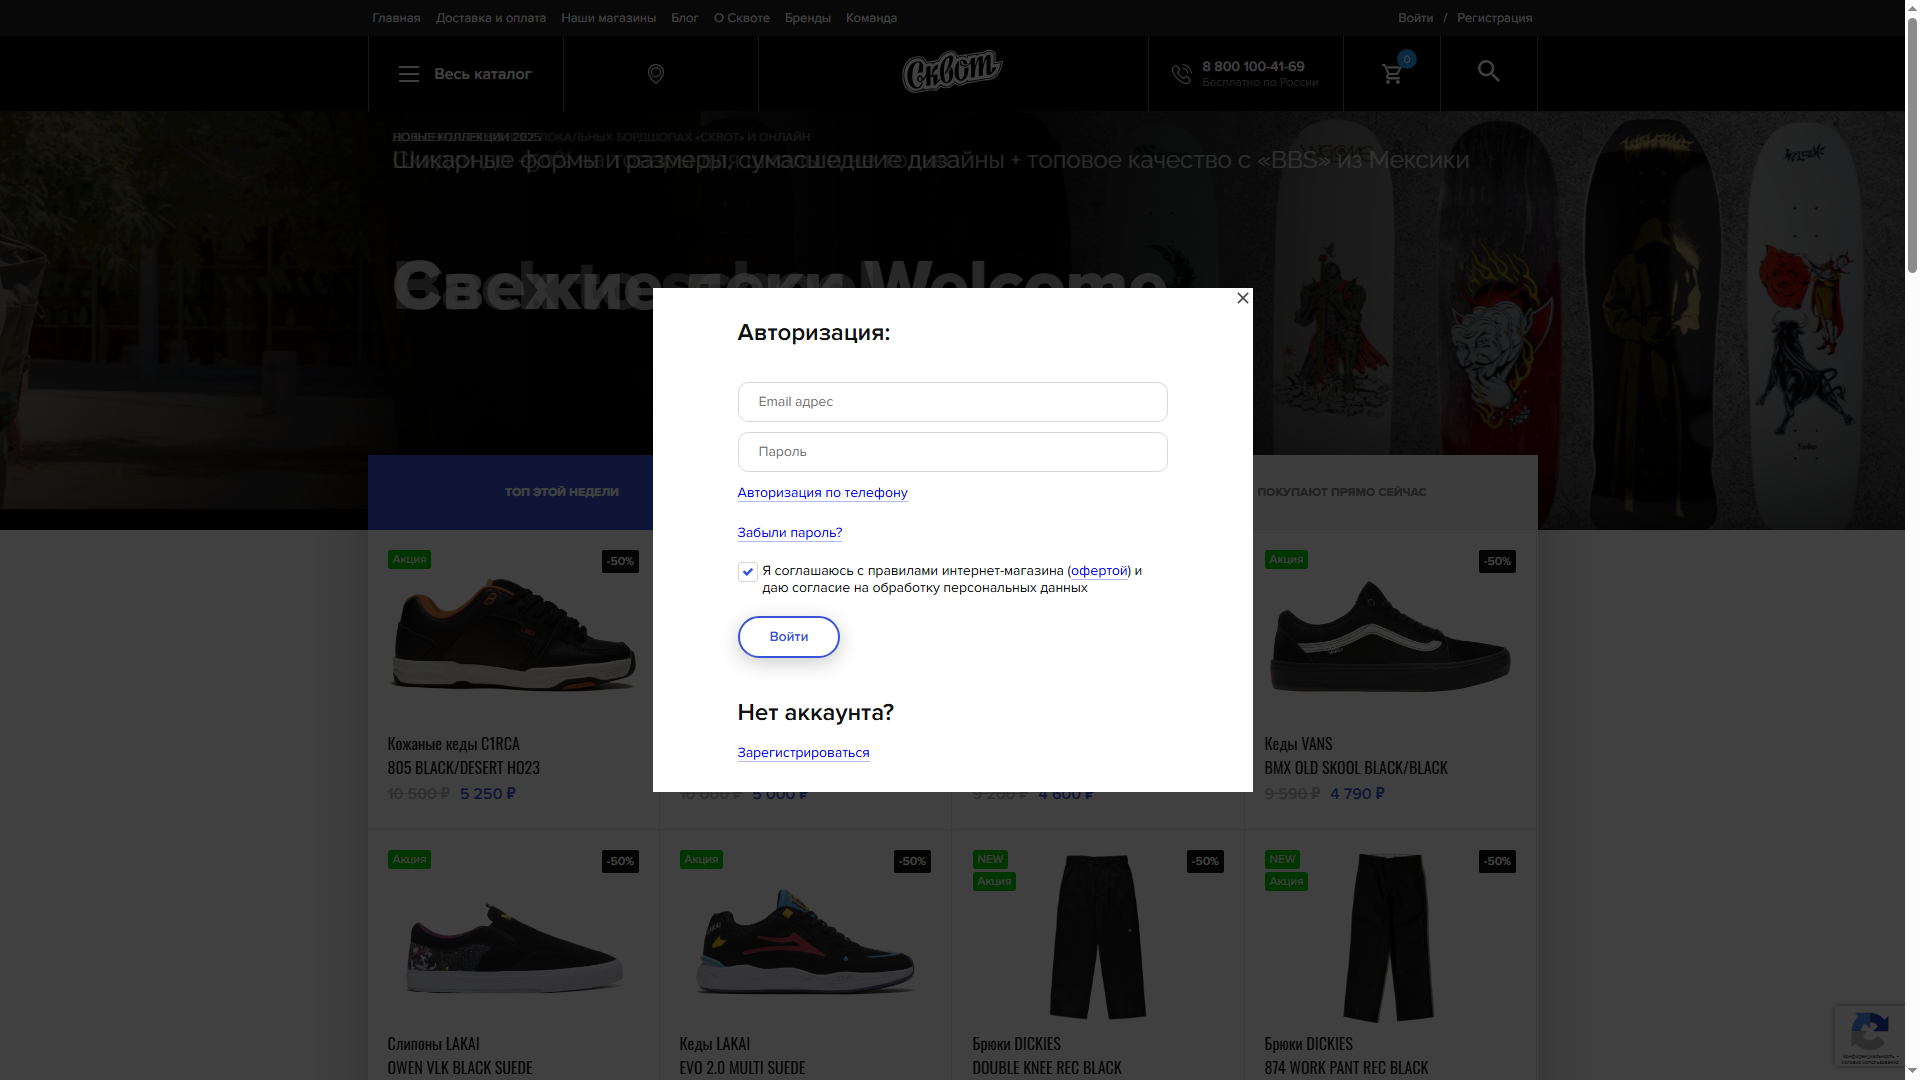 Главная Доставка и оплата Наши магазины Блог О Сквоте Бренды Команда Войти / Регистрация
Весь каталог
Сквот
8 800 100-41-69
Бесплатно по России
0
НОВЫЕ КОЛЛЕКЦИИ 2025
ЛОКАЛЬНЫХ БОРДШОПАХ «СКВОТ» И ОНЛАЙН
Шикарные формы и размеры, сумасшедшие дизайны + топовое качество с «BBS» из Мексики
Свежие деки Welcome
Авторизация:
Email адрес
Пароль
Авторизация по телефону
Забыли пароль?
Я соглашаюсь с правилами интернет-магазина (офертой) и
даю согласие на обработку персональных данных
Войти
Нет аккаунта?
Зарегистрироваться
ТОП ЭТОЙ НЕДЕЛИ
ПОКУПАЮТ ПРЯМО СЕЙЧАС
Акция -50%
Кожаные кеды C1RCA
805 BLACK/DESERT HO23
10 500 ₽ 5 250 ₽
10 000 ₽ 5 000 ₽
9 200 ₽ 4 600 ₽
Акция -50%
Кеды VANS
BMX OLD SKOOL BLACK/BLACK
9 590 ₽ 4 790 ₽
Акция -50%
Слипоны LAKAI
OWEN VLK BLACK SUEDE
Акция -50%
Кеды LAKAI
EVO 2.0 MULTI SUEDE
NEW
Акция -50%
Брюки DICKIES
DOUBLE KNEE REC BLACK
NEW
Акция -50%
Брюки DICKIES
874 WORK PANT REC BLACK